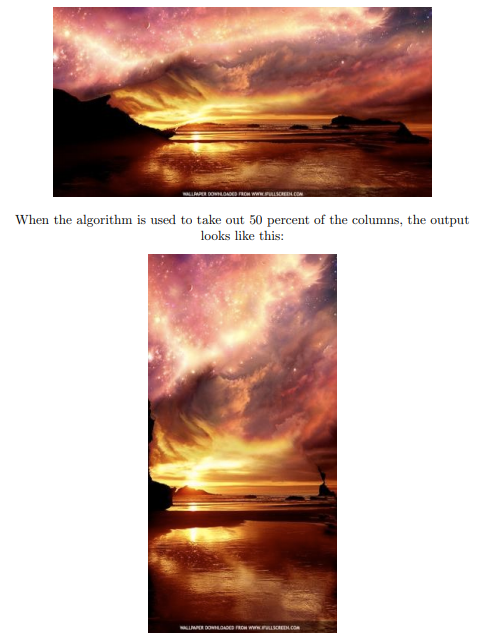 WALLPAPER DOWNLOADED FROM WWW.IFULLSCREEN.COM
When the algorithm is used to take out 50 percent of the columns, the output
looks like this:
WALLPAPER DOWNLOADED FROM WWW.IFULLSCREEN.COM